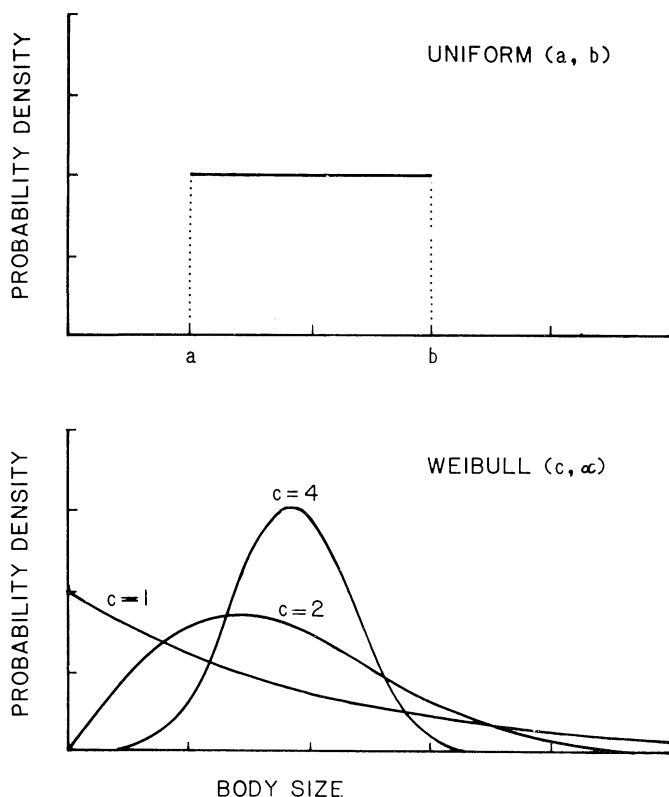 PROBABILITY DENSITY
UNIFORM (a, b)
a
b
PROBABILITY DENSITY
WEIBULL (c, ∝)
c=4
c=1
c=2
BODY SIZE